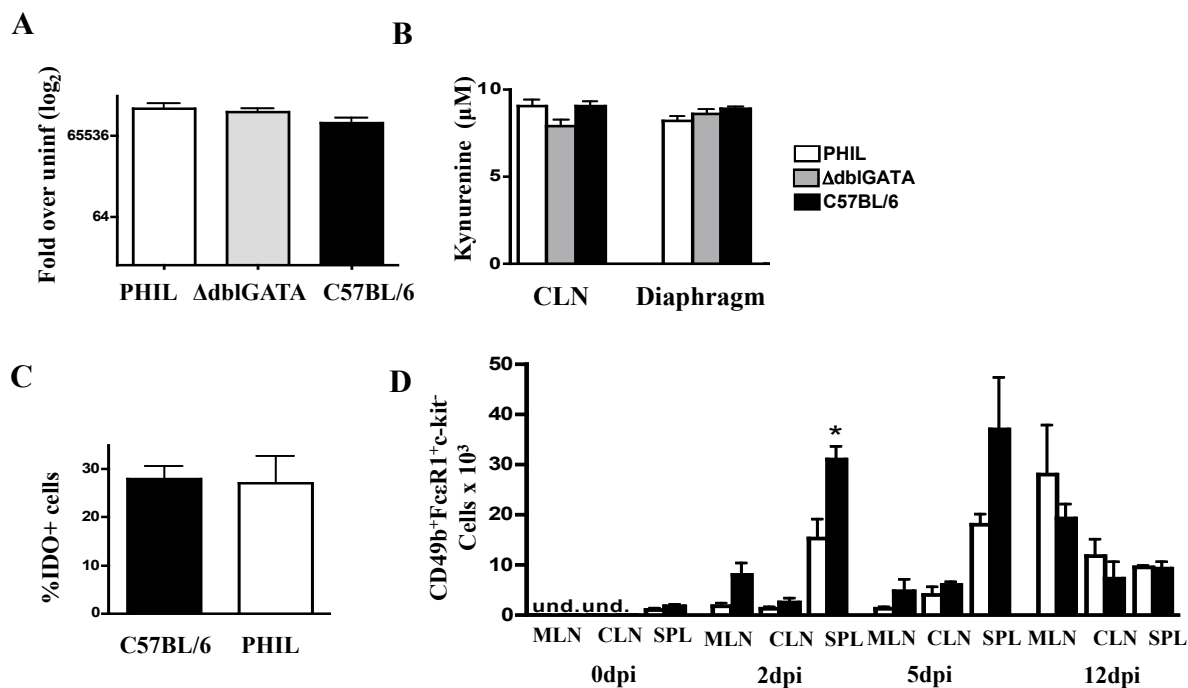 A
Fold over uninf (log₂)
65536
64
PHIL ΔdblGATA C57BL/6
B
Kynurenine (µM)
10
5
0
CLN Diaphragm
PHIL
ΔdblGATA
C57BL/6
C
%IDO+ cells
30
20
10
0
C57BL/6 PHIL
D
CD49b⁺FcεR1⁺c-kit⁻
Cells x 10³
50
40
30
20
10
0
*
und. und.
MLN CLN SPL MLN CLN SPL MLN CLN SPL MLN CLN SPL
0dpi 2dpi 5dpi 12dpi